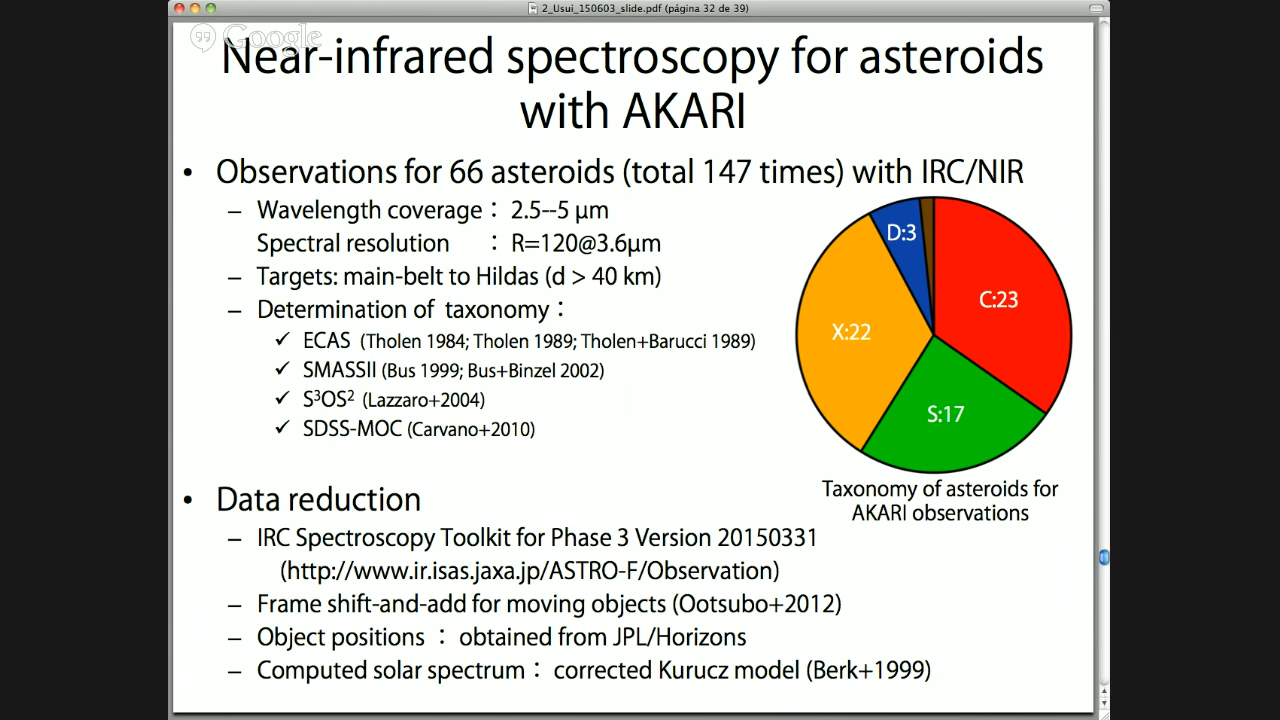 2_Usui_150603_slide.pdf (página 32 de 39)
Google
Near-infrared spectroscopy for asteroids
with AKARI
• Observations for 66 asteroids (total 147 times) with IRC/NIR
– Wavelength coverage： 2.5--5 μm
Spectral resolution ：R=120@3.6μm
– Targets: main-belt to Hildas (d > 40 km)
– Determination of taxonomy：
✓ ECAS (Tholen 1984; Tholen 1989; Tholen+Barucci 1989)
✓ SMASSII (Bus 1999; Bus+Binzel 2002)
✓ S³OS² (Lazzaro+2004)
✓ SDSS-MOC (Carvano+2010)
D:3
C:23
X:22
S:17
Taxonomy of asteroids for
AKARI observations
• Data reduction
– IRC Spectroscopy Toolkit for Phase 3 Version 20150331
(http://www.ir.isas.jaxa.jp/ASTRO-F/Observation)
– Frame shift-and-add for moving objects (Ootsubo+2012)
– Object positions ：obtained from JPL/Horizons
– Computed solar spectrum： corrected Kurucz model (Berk+1999)